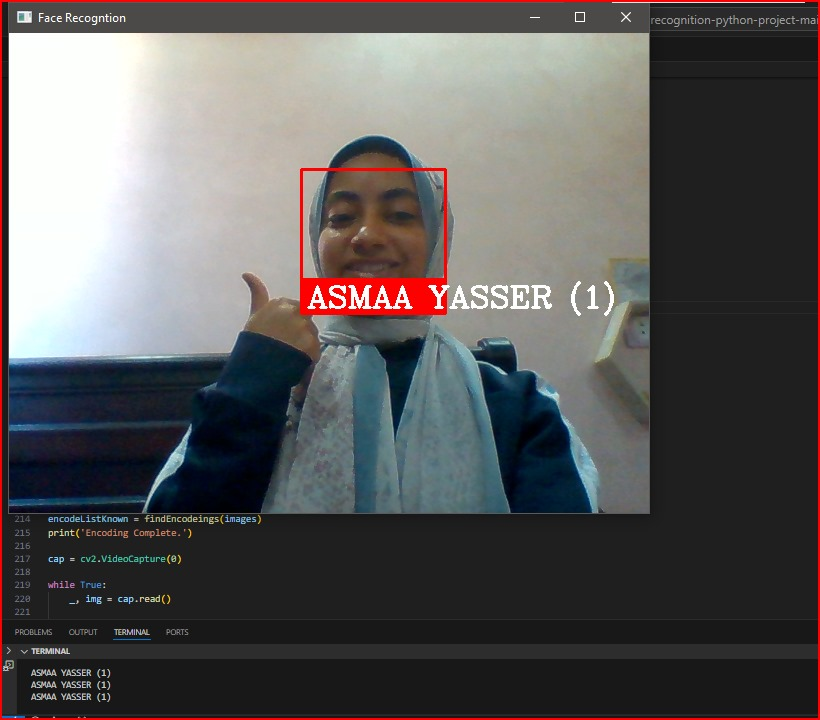 Face Recogntion
recognition-python-project-mai
ASMAA YASSER (1)
214 encodeListKnown = findEncodeings(images)
215 print('Encoding Complete.')
216
217 cap = cv2.VideoCapture(0)
218
219 while True:
220 _, img = cap.read()
221
PROBLEMS OUTPUT TERMINAL PORTS
TERMINAL
ASMAA YASSER (1)
ASMAA YASSER (1)
ASMAA YASSER (1)